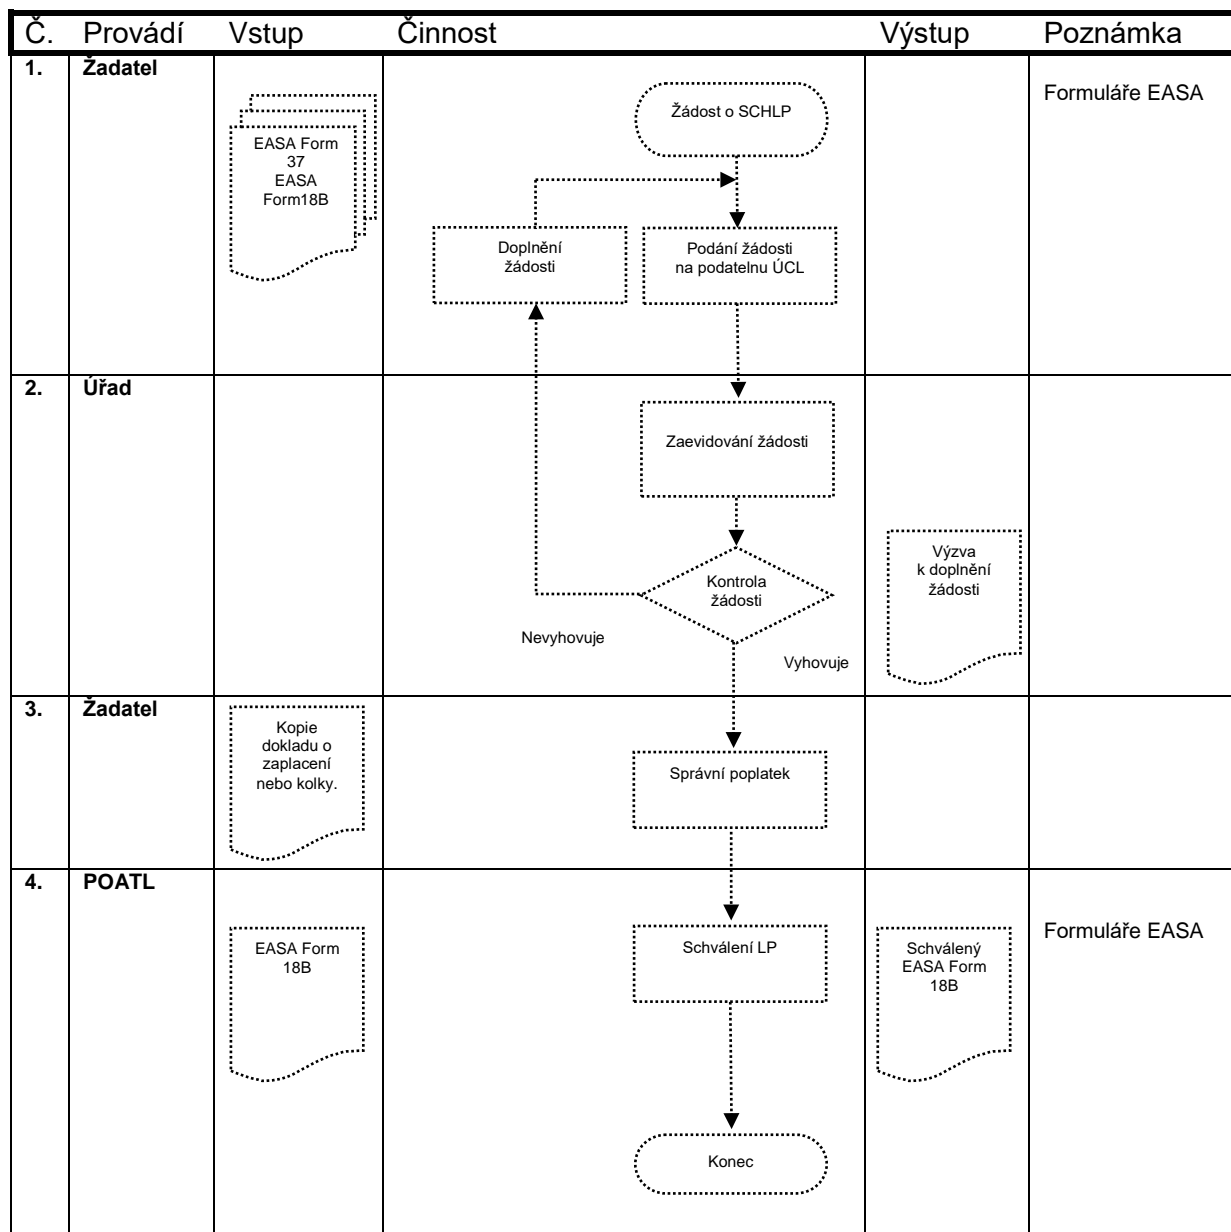 Č. Provádí Vstup Činnost Výstup Poznámka
1. Žadatel
EASA Form
37
EASA
Form18B
Žádost o SCHLP
Formuláře EASA
Doplnění
žádosti
Podání žádosti
na podatelnu ÚCL
2. Úřad
Zaevidování žádosti
Kontrola
žádosti
Nevyhovuje
Vyhovuje
Výzva
k doplnění
žádosti
3. Žadatel
Kopie
dokladu o
zaplacení
nebo kolky.
Správní poplatek
4. POATL
EASA Form
18B
Schválení LP
Schválený
EASA Form
18B
Formuláře EASA
Konec